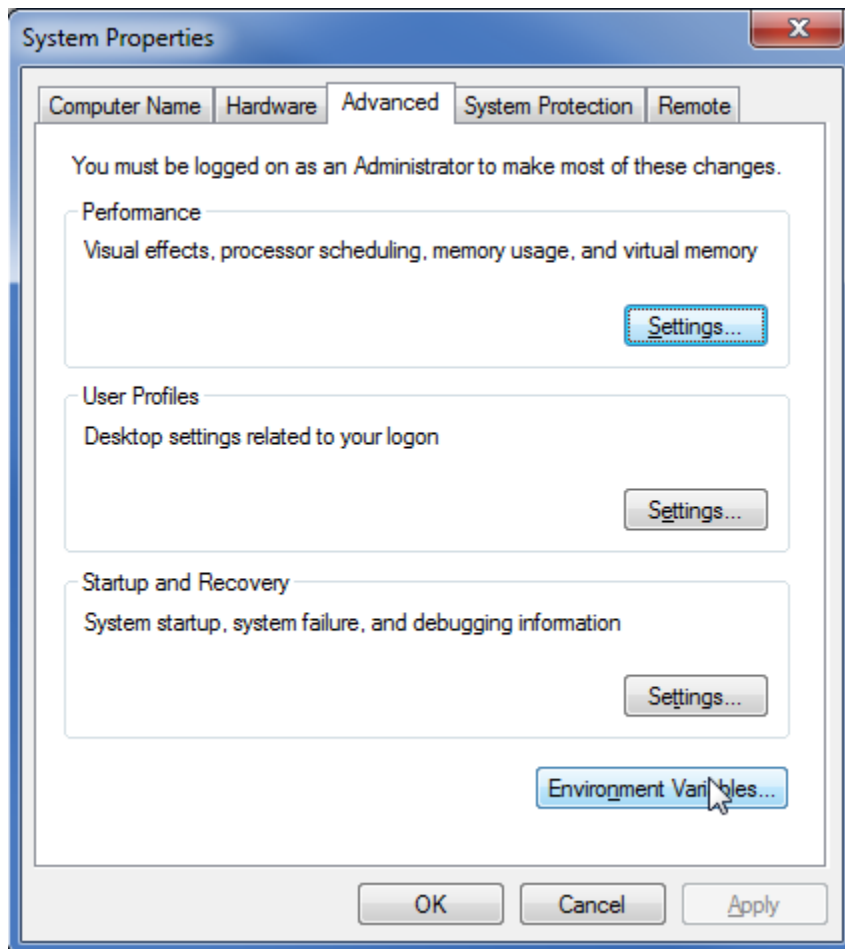 System Properties
Computer Name Hardware Advanced System Protection Remote
You must be logged on as an Administrator to make most of these changes.
Performance
Visual effects, processor scheduling, memory usage, and virtual memory
Settings...
User Profiles
Desktop settings related to your logon
Settings...
Startup and Recovery
System startup, system failure, and debugging information
Settings...
Environment Variables...
OK Cancel Apply